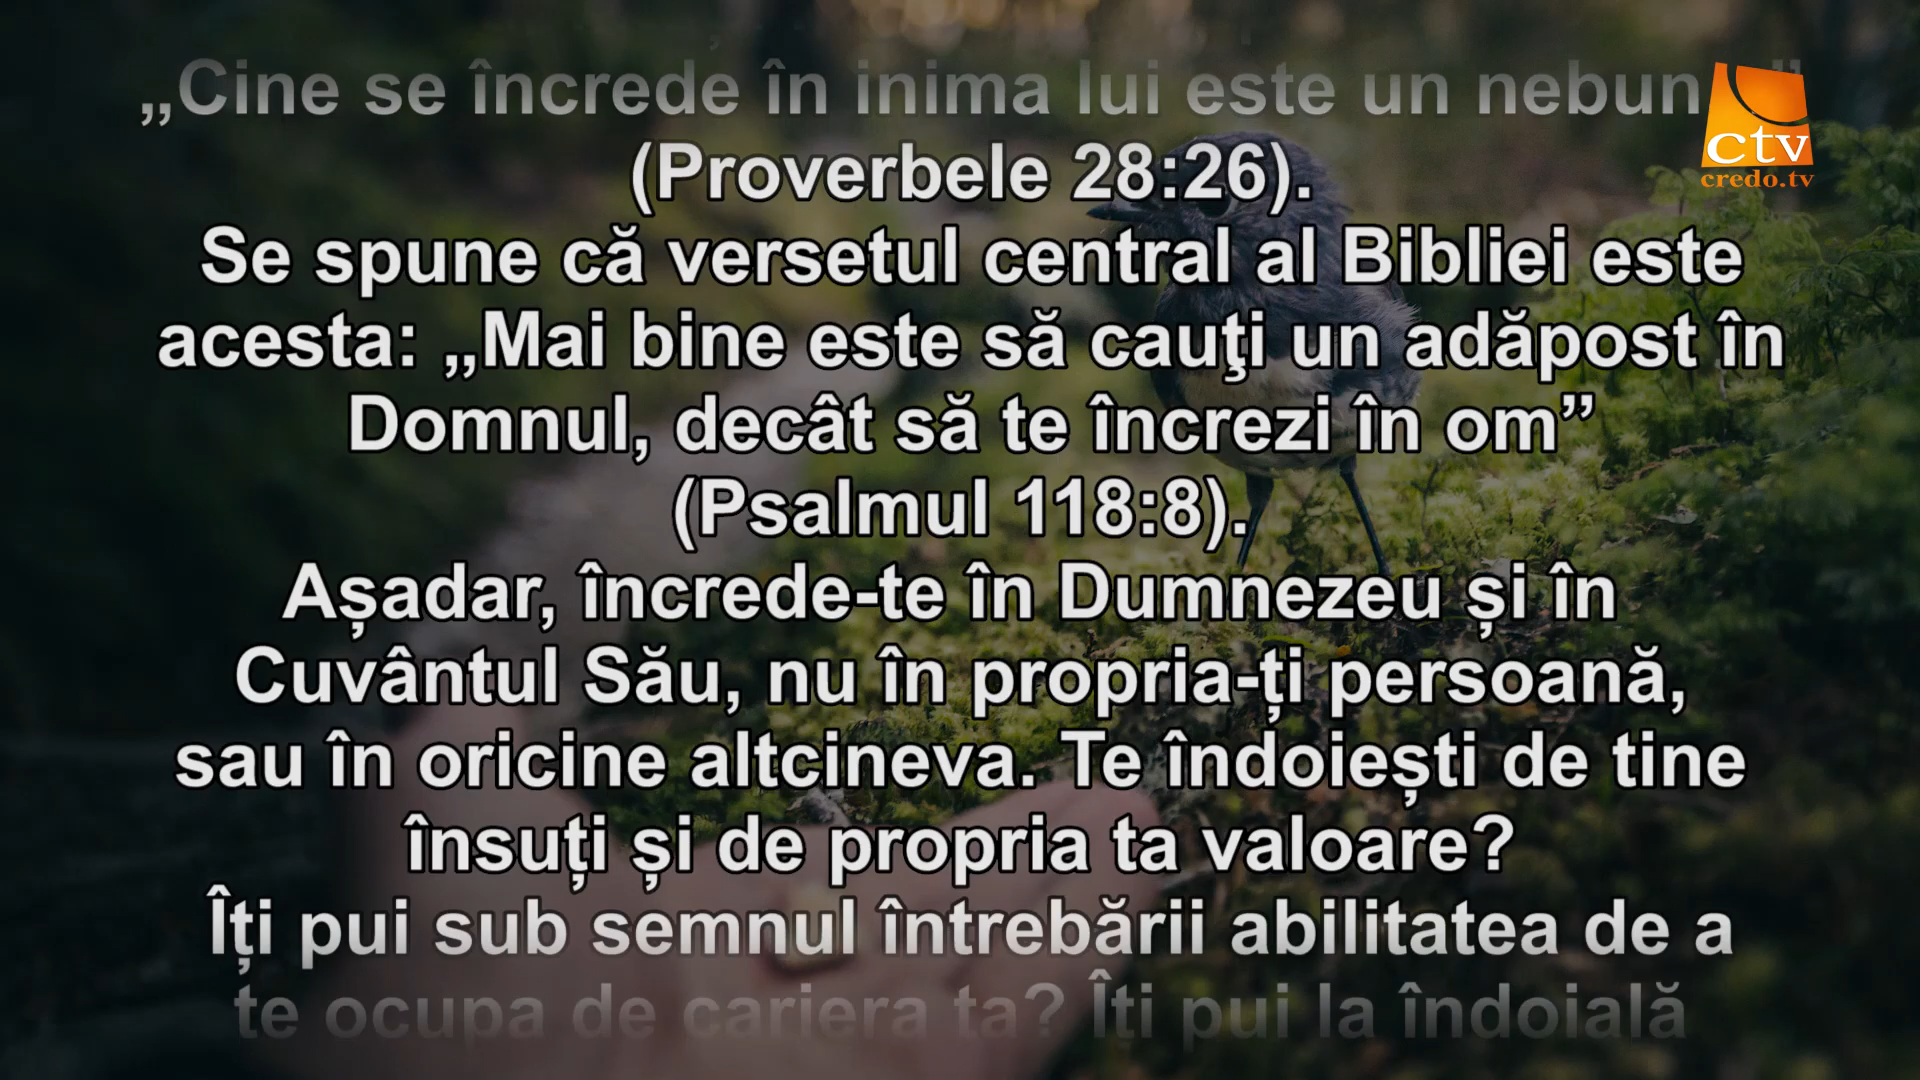 „Cine se încrede în inima lui este un nebun
(Proverbele 28:26).
Se spune că versetul central al Bibliei este
acesta: „Mai bine este să cauţi un adăpost în
Domnul, decât să te încrezi în om”
(Psalmul 118:8).
Așadar, încrede-te în Dumnezeu și în
Cuvântul Său, nu în propria-ți persoană,
sau în oricine altcineva. Te îndoiești de tine
însuți și de propria ta valoare?
Îți pui sub semnul întrebării abilitatea de a
te ocupa de cariera ta? Îți pui la îndoială
ctv
credo.tv